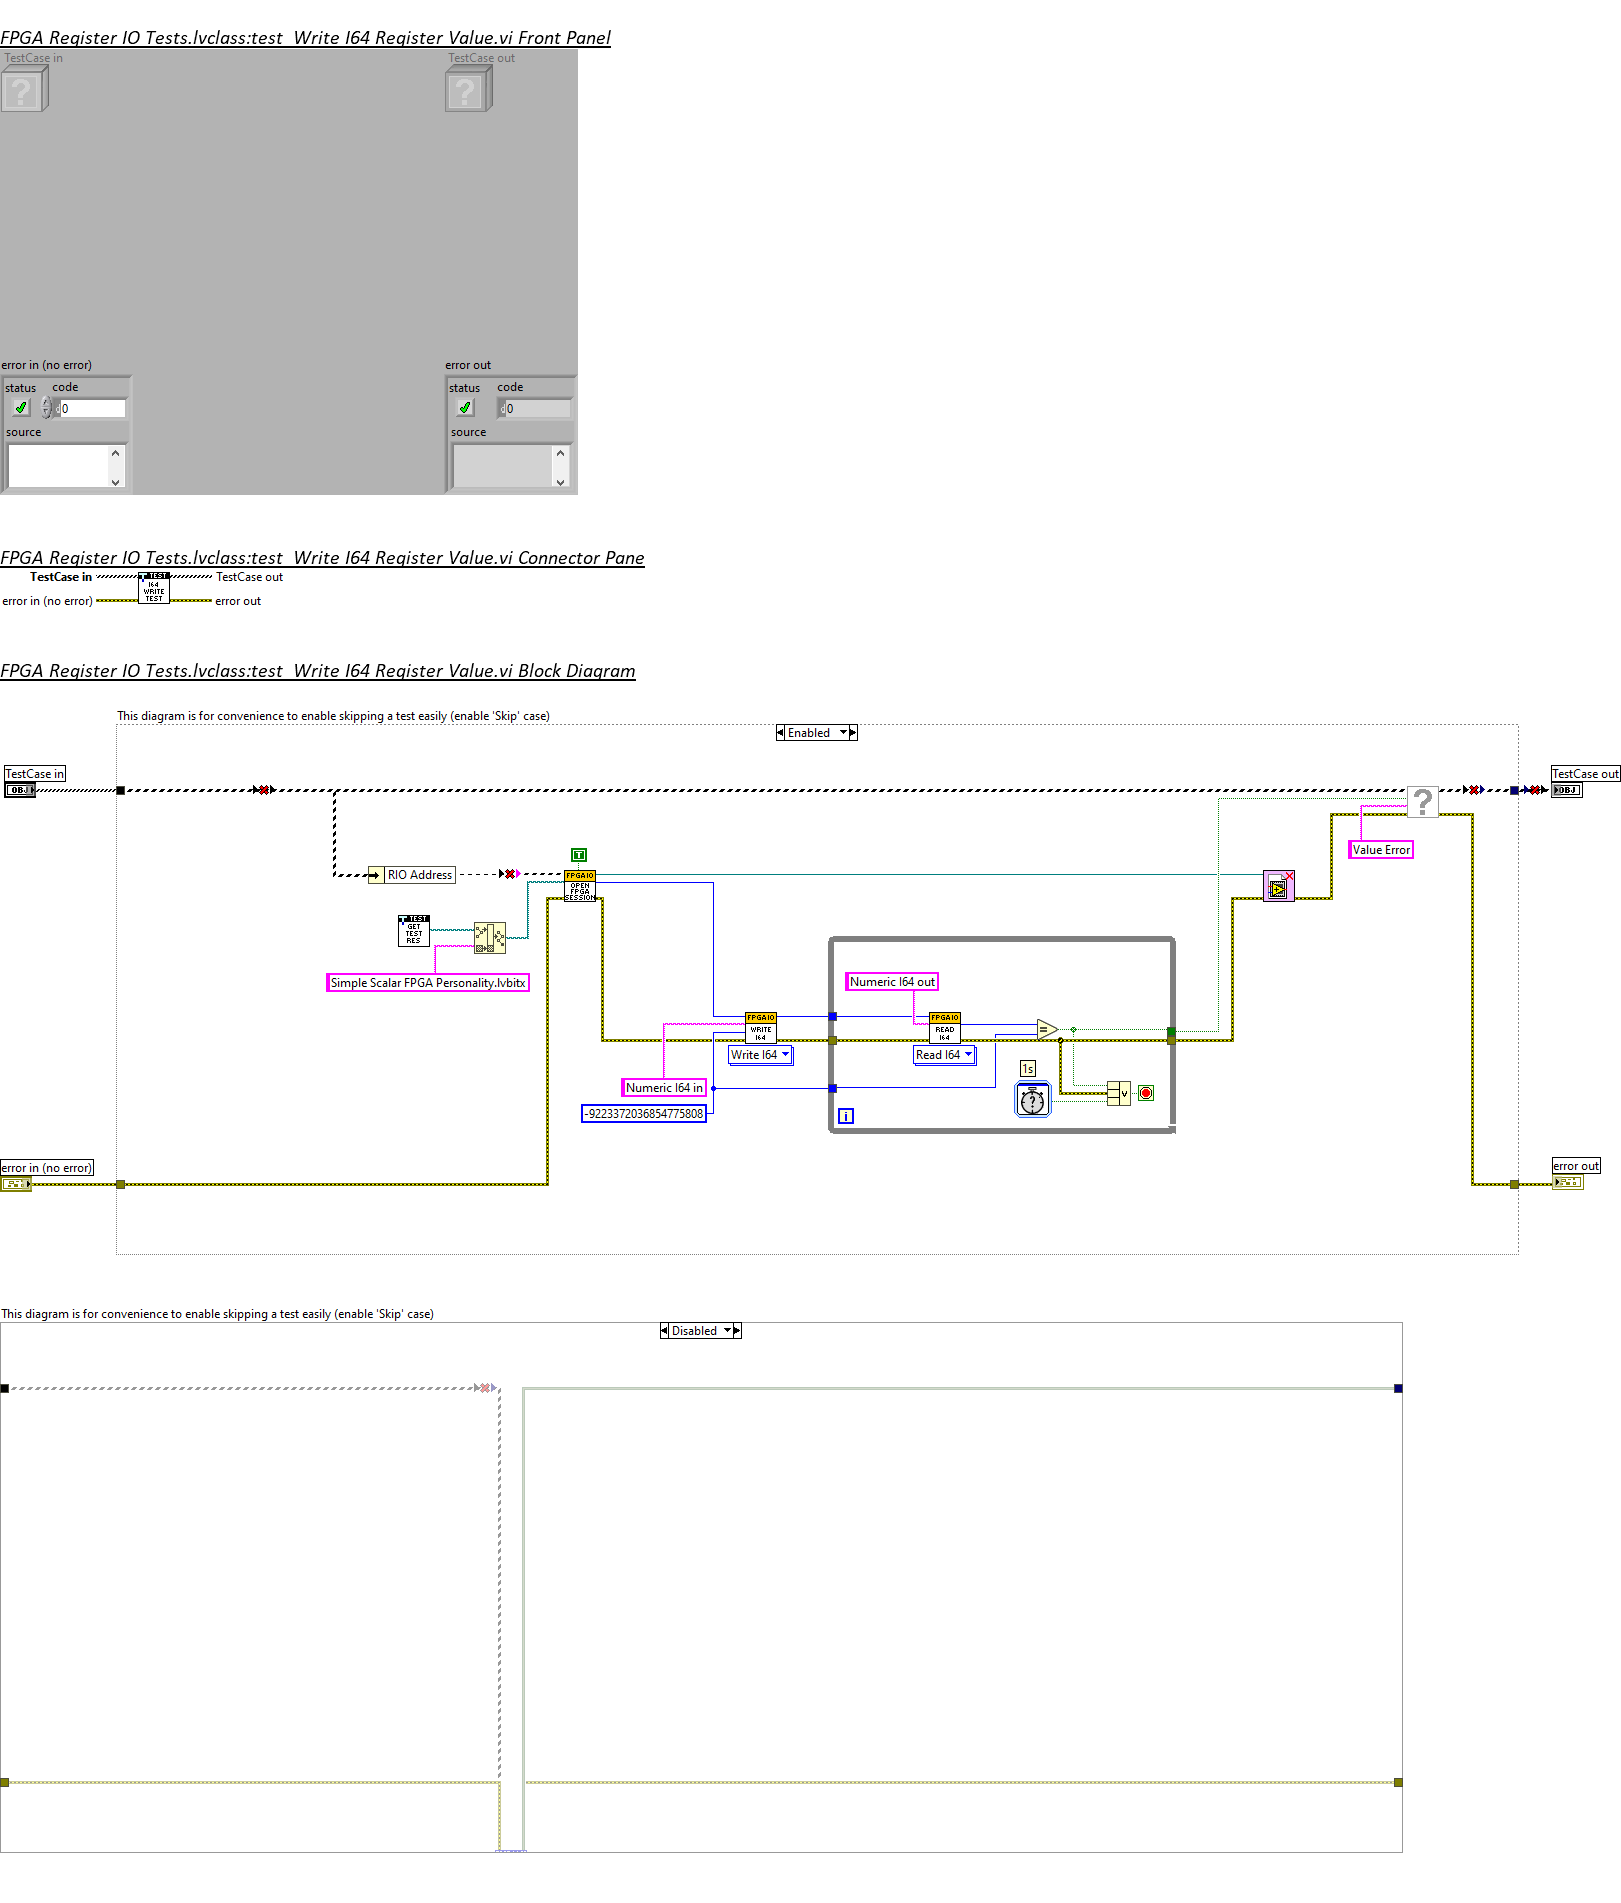 FPGA Register IO Tests.lvclass:test_Write I64 Register Value.vi Front Panel
TestCase in
TestCase out
error in (no error)
error out
status
code
status
code
0
0
source
source
FPGA Register IO Tests.lvclass:test_Write I64 Register Value.vi Connector Pane
TestCase in
TestCase out
TEST
I64
WRITE
TEST
error in (no error)
error out
FPGA Register IO Tests.lvclass:test_Write I64 Register Value.vi Block Diagram
This diagram is for convenience to enable skipping a test easily (enable 'Skip' case)
Enabled
TestCase in
OBJ
TestCase out
OBJ
?
Value Error
T
RIO Address
FPGAIO
OPEN
FPGA
SESSION
TEST
GET
TEST
RES
Simple Scalar FPGA Personality.lvbitx
Numeric I64 out
FPGAIO
WRITE
I64
FPGAIO
READ
I64
Write I64
Read I64
1s
Numeric I64 in
-9223372036854775808
i
error in (no error)
error out
This diagram is for convenience to enable skipping a test easily (enable 'Skip' case)
Disabled